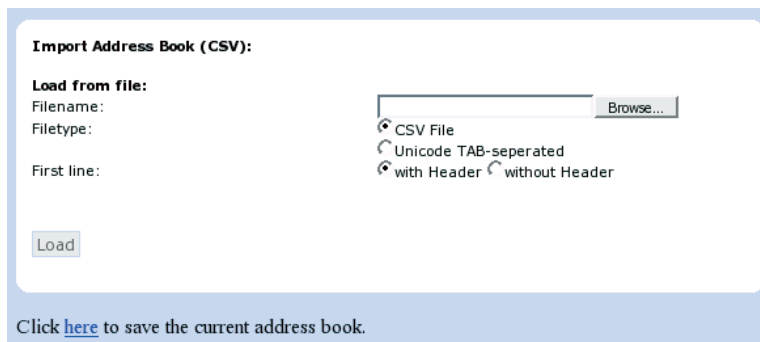 Import Address Book (CSV):
Load from file:
Filename: Browse...
Filetype: CSV File
Unicode TAB-seperated
First line: with Header without Header
Load
Click here to save the current address book.